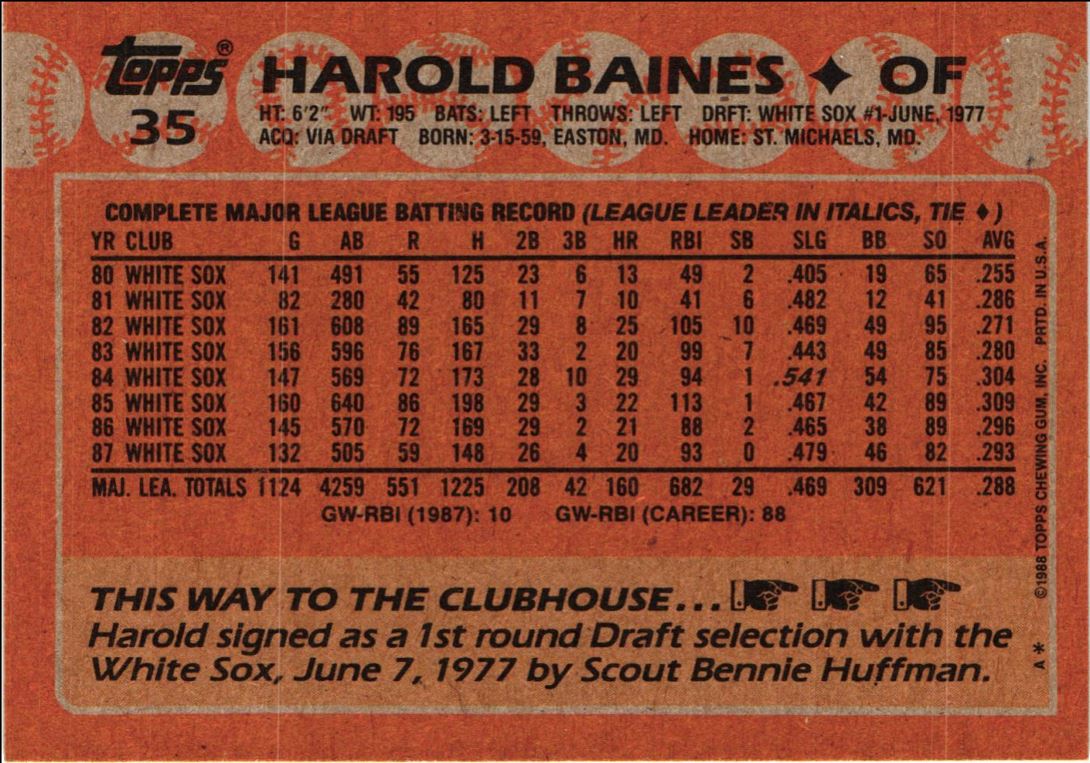 Topps®
35
HAROLD BAINES ♦ OF
HT: 6'2" WT: 195 BATS: LEFT THROWS: LEFT DRFT: WHITE SOX #1-JUNE, 1977
ACQ: VIA DRAFT BORN: 3-15-59, EASTON, MD. HOME: ST. MICHAELS, MD.
COMPLETE MAJOR LEAGUE BATTING RECORD (LEAGUE LEADER IN ITALICS, TIE ♦)
YR CLUB G AB R H 2B 3B HR RBI SB SLG BB SO AVG
80 WHITE SOX 141 491 55 125 23 6 13 49 2 .405 19 65 .255
81 WHITE SOX 82 280 42 80 11 7 10 41 6 .482 12 41 .286
82 WHITE SOX 161 608 89 165 29 8 25 105 10 .469 49 95 .271
83 WHITE SOX 156 596 76 167 33 2 20 99 7 .443 49 85 .280
84 WHITE SOX 147 569 72 173 28 10 29 94 1 .541 54 75 .304
85 WHITE SOX 160 640 86 198 29 3 22 113 1 .467 42 89 .309
86 WHITE SOX 145 570 72 169 29 2 21 88 2 .465 38 89 .296
87 WHITE SOX 132 505 59 148 26 4 20 93 0 .479 46 82 .293
MAJ. LEA. TOTALS 1124 4259 551 1225 208 42 160 682 29 .469 309 621 .288
GW-RBI (1987): 10 GW-RBI (CAREER): 88
THIS WAY TO THE CLUBHOUSE...
Harold signed as a 1st round Draft selection with the
White Sox, June 7, 1977 by Scout Bennie Huffman.
©1988 TOPPS CHEWING GUM, INC. PRTD. IN U.S.A.
A *